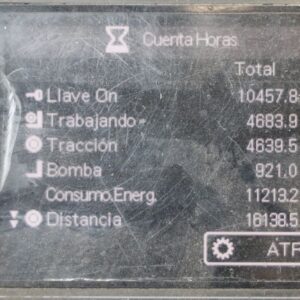 Cuenta Horas
Total
Llave On 10457.8
Trabajando 4683.9
Tracción 4639.5
Bomba 921.0
Consumo.Energ. 11213.2
Distancia 16138.5
ATF